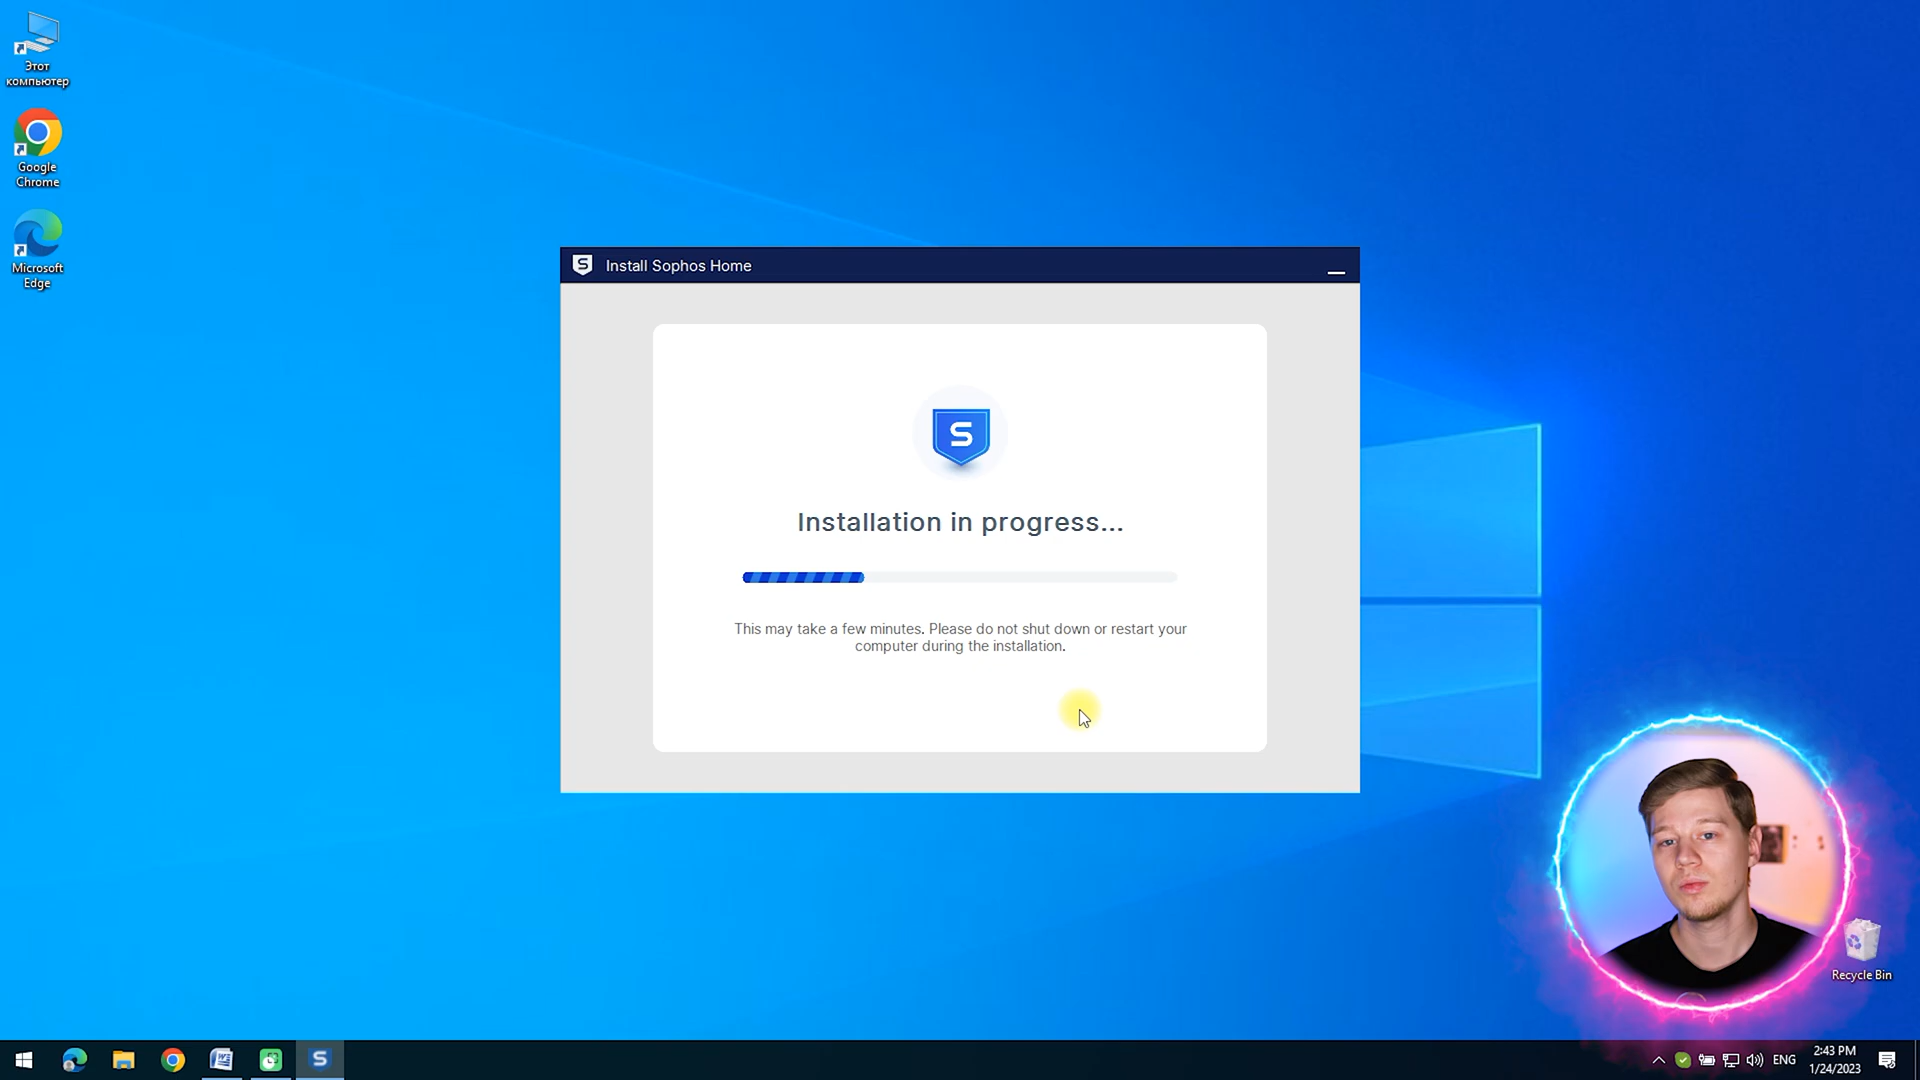 Этот
компьютер
Google
Chrome
Microsoft
Edge
S Install Sophos Home
S
Installation in progress...
This may take a few minutes. Please do not shut down or restart your
computer during the installation.
Recycle Bin
S
ENG
2:43 PM
1/24/2023